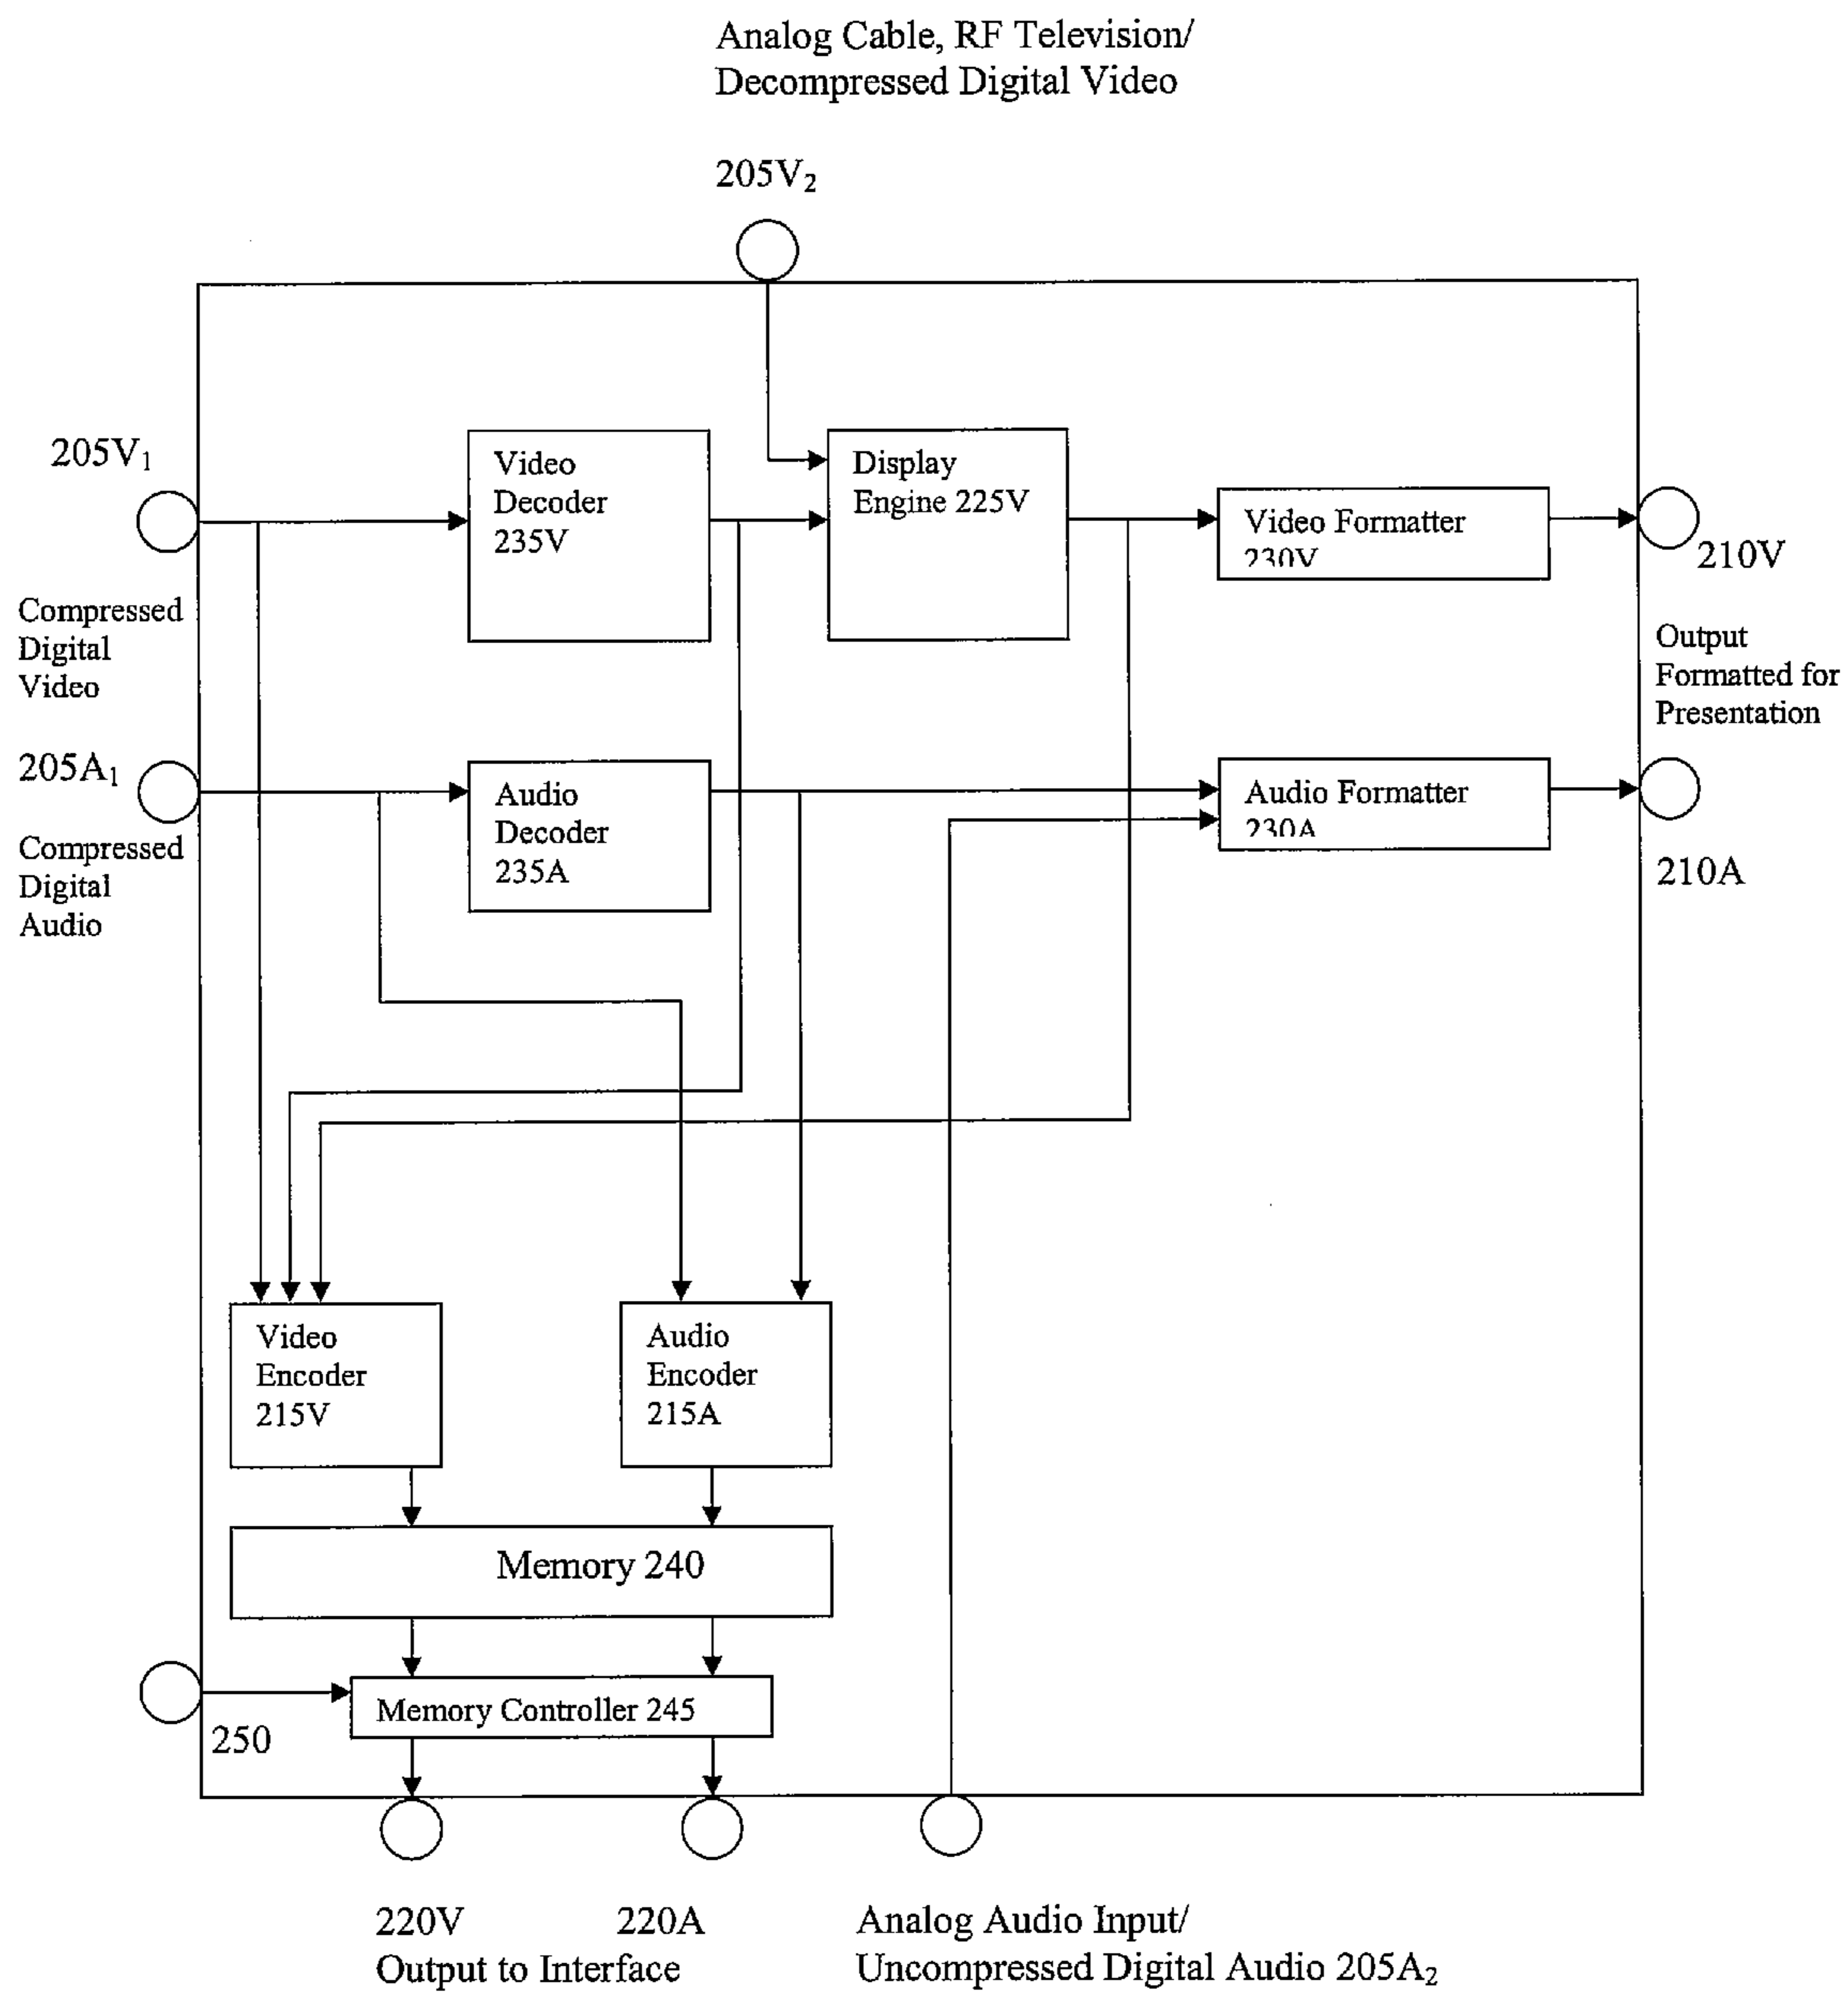 Analog Cable, RF Television/
Decompressed Digital Video
205V₂
205V₁
Video
Decoder
235V
Display
Engine 225V
Video Formatter
230V
210V
Compressed
Digital
Video
Output
Formatted for
Presentation
205A₁
Audio
Decoder
235A
Audio Formatter
230A
210A
Compressed
Digital
Audio
Video
Encoder
215V
Audio
Encoder
215A
Memory 240
Memory Controller 245
250
220V
220A
Output to Interface
Analog Audio Input/
Uncompressed Digital Audio 205A₂